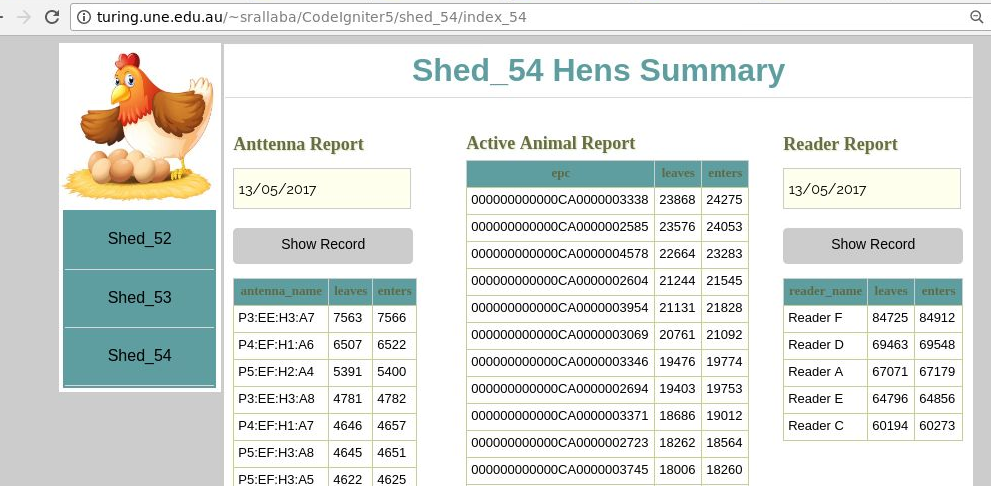 turing.une.edu.au/~srallaba/CodeIgniter5/shed_54/index_54
Shed_52
Shed_53
Shed_54
Shed_54 Hens Summary
Anttenna Report
13/05/2017
Show Record
antenna_name leaves enters
P3:EE:H3:A7 7563 7566
P4:EF:H1:A6 6507 6522
P5:EF:H2:A4 5391 5400
P3:EE:H3:A8 4781 4782
P4:EF:H1:A7 4646 4657
P5:EF:H3:A8 4645 4651
P5:EF:H3:A5 4622 4625
Active Animal Report
epc leaves enters
000000000000CA0000003338 23868 24275
000000000000CA0000002585 23576 24053
000000000000CA0000004578 22664 23283
000000000000CA0000002604 21244 21545
000000000000CA0000003954 21131 21828
000000000000CA0000003069 20761 21092
000000000000CA0000003346 19476 19774
000000000000CA0000002694 19403 19753
000000000000CA0000003371 18686 19012
000000000000CA0000002723 18262 18564
000000000000CA0000003745 18006 18260
Reader Report
13/05/2017
Show Record
reader_name leaves enters
Reader F 84725 84912
Reader D 69463 69548
Reader A 67071 67179
Reader E 64796 64856
Reader C 60194 60273